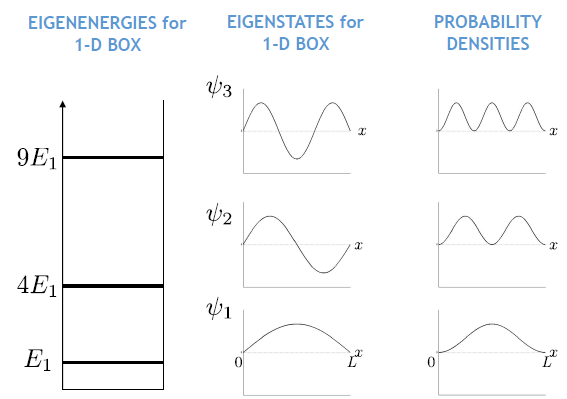 EIGENENERGIES for
1-D BOX
EIGENSTATES for
1-D BOX
PROBABILITY
DENSITIES
9E₁
4E₁
E₁
ψ₃
x
ψ₂
x
ψ₁
0
L
x
x
x
0
L
x